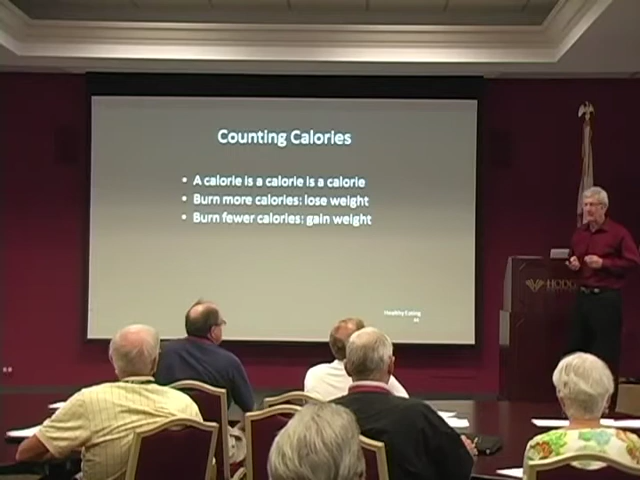 Counting Calories
• A calorie is a calorie is a calorie
• Burn more calories: lose weight
• Burn fewer calories: gain weight
Healthy Eating